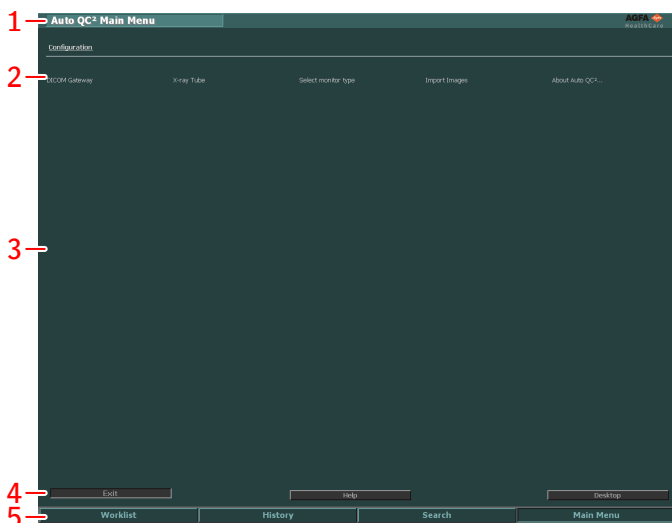 1 Auto QC² Main Menu AGFA
HealthCare
Configuration
2 DICOM Gateway X-ray Tube Select monitor type Import Images About Auto QC²...
3
4 Exit Help Desktop
5 Worklist History Search Main Menu